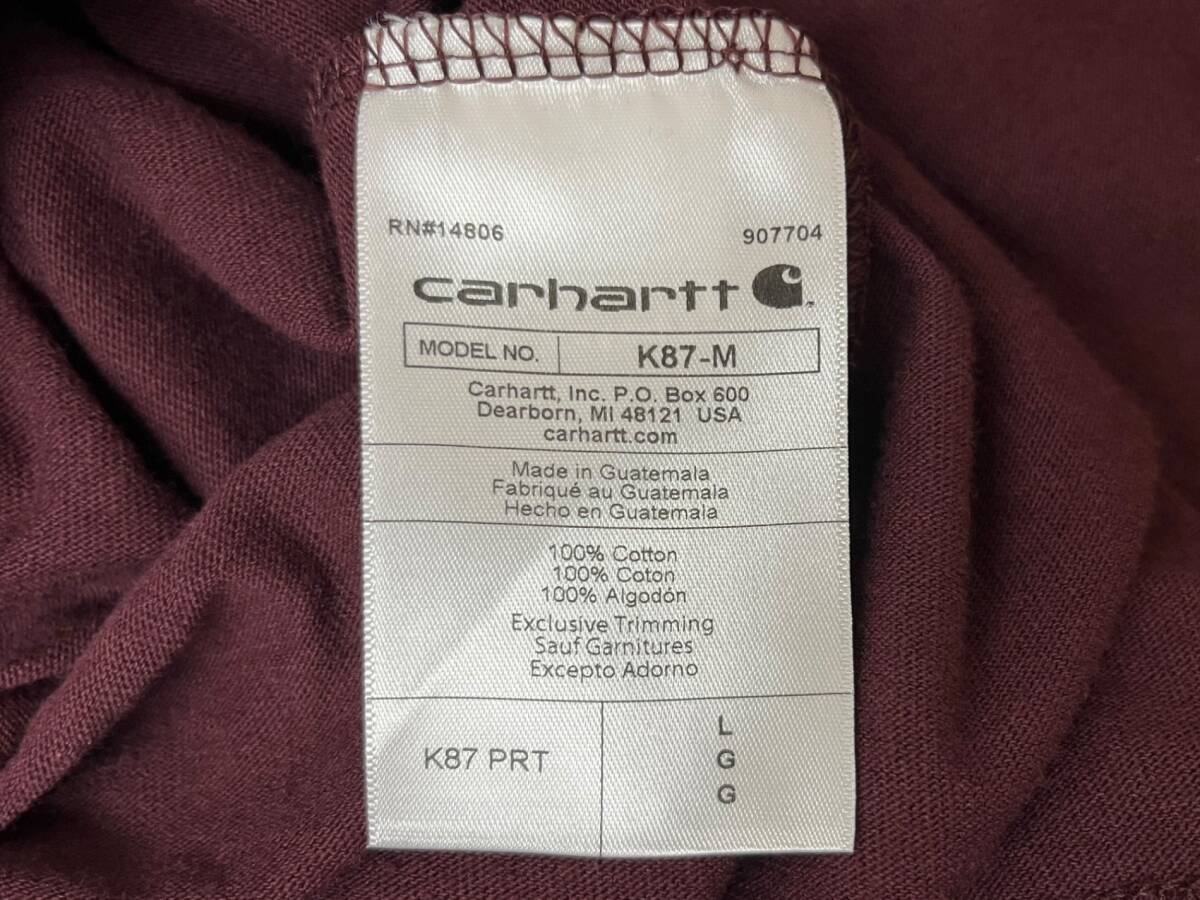 RN#14806 907704
carhartt
MODEL NO. K87-M
Carhartt, Inc. P.O. Box 600
Dearborn, MI 48121 USA
carhartt.com
Made in Guatemala
Fabriqué au Guatemala
Hecho en Guatemala
100% Cotton
100% Coton
100% Algodón
Exclusive Trimming
Sauf Garnitures
Excepto Adorno
K87 PRT
L
G
G